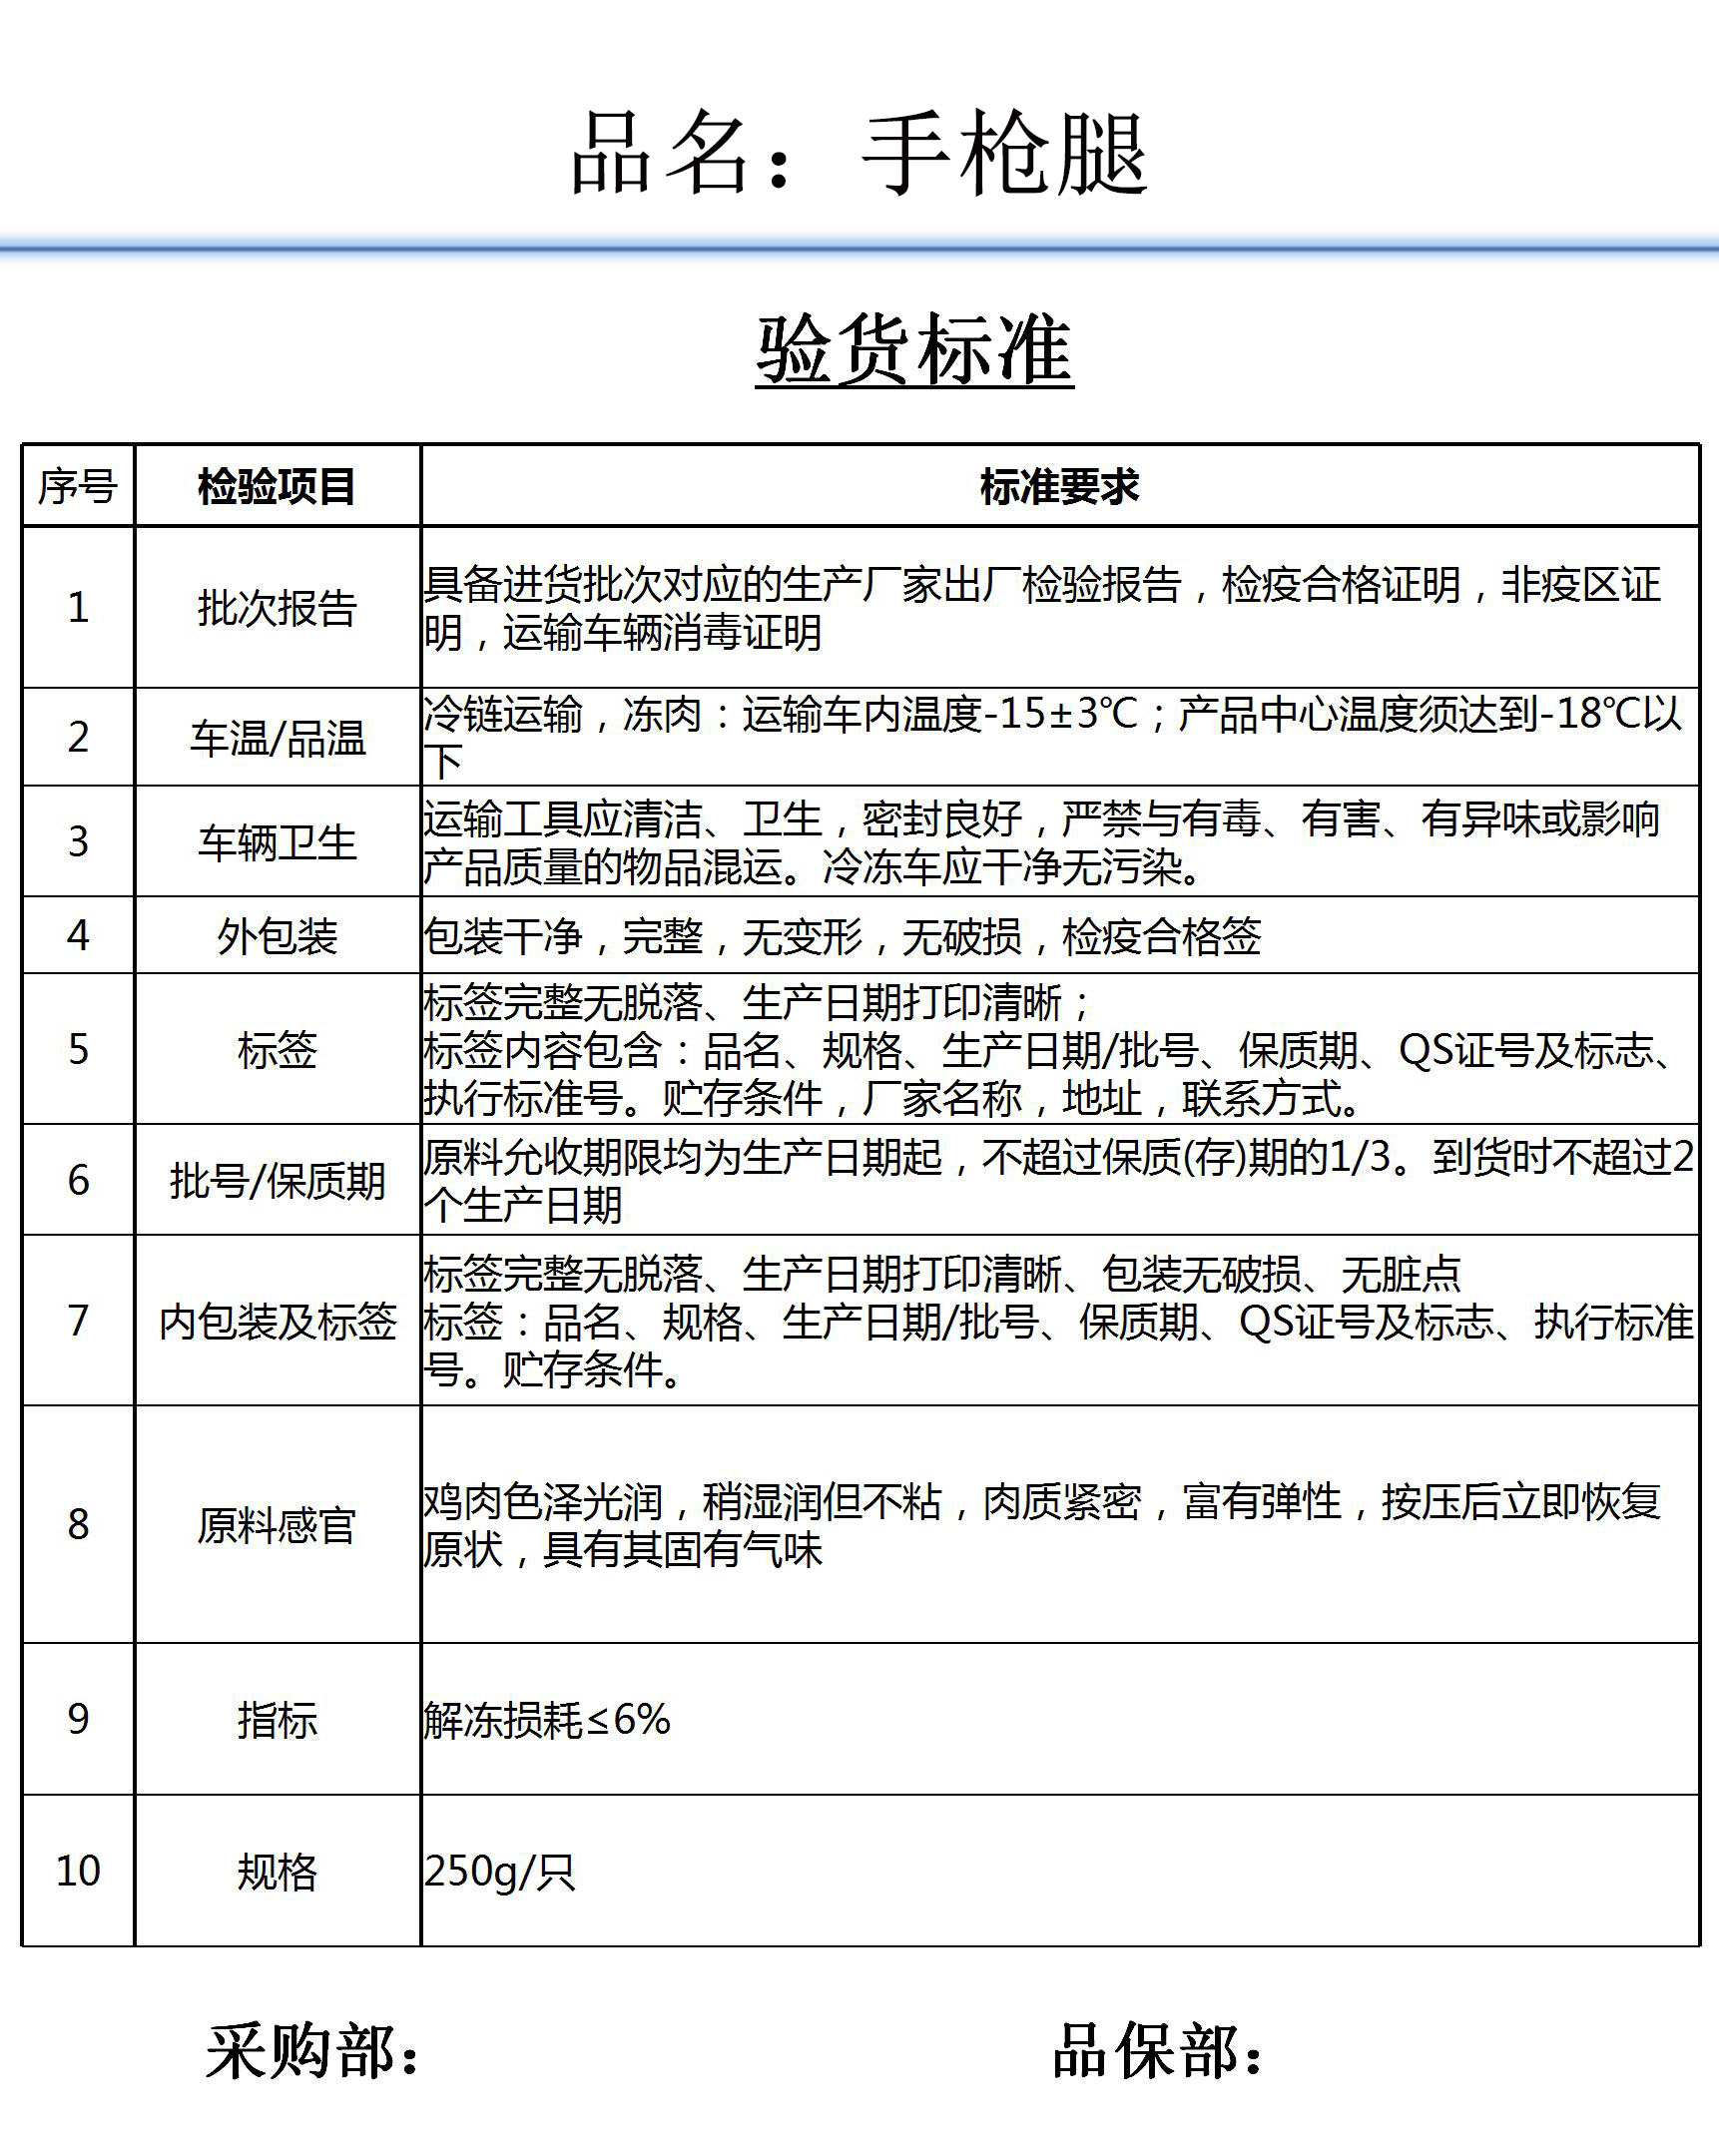 品名：手枪腿
验货标准
序号 检验项目 标准要求
1 批次报告 具备进货批次对应的生产厂家出厂检验报告，检疫合格证明，非疫区证
明，运输车辆消毒证明
2 车温/品温 冷链运输，冻肉：运输车内温度-15±3℃；产品中心温度须达到-18℃以
下
3 车辆卫生 运输工具应清洁、卫生，密封良好，严禁与有毒、有害、有异味或影响
产品质量的物品混运。冷冻车应干净无污染。
4 外包装 包装干净，完整，无变形，无破损，检疫合格签
5 标签 标签完整无脱落、生产日期打印清晰；
标签内容包含：品名、规格、生产日期/批号、保质期、QS证号及标志、
执行标准号。贮存条件，厂家名称，地址，联系方式。
6 批号/保质期 原料允收期限均为生产日期起，不超过保质(存)期的1/3。到货时不超过2
个生产日期
7 内包装及标签 标签完整无脱落、生产日期打印清晰、包装无破损、无脏点
标签：品名、规格、生产日期/批号、保质期、QS证号及标志、执行标准
号。贮存条件。
8 原料感官 鸡肉色泽光润，稍湿润但不粘，肉质紧密，富有弹性，按压后立即恢复
原状，具有其固有气味
9 指标 解冻损耗≤6%
10 规格 250g/只
采购部： 品保部：